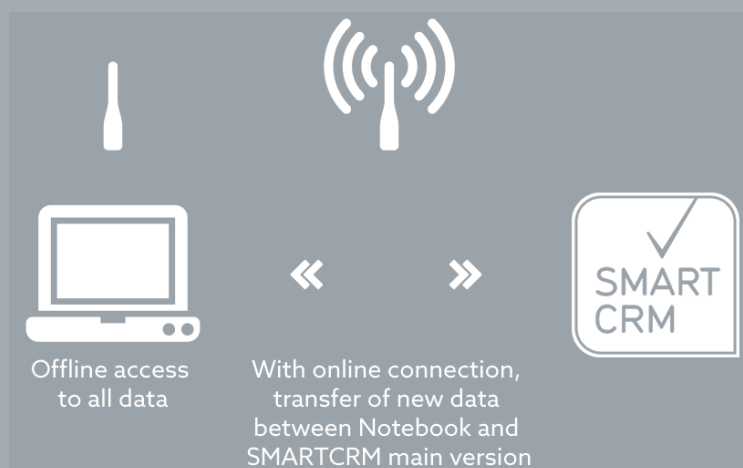 SMART
CRM
Offline access
to all data
With online connection,
transfer of new data
between Notebook and
SMARTCRM main version